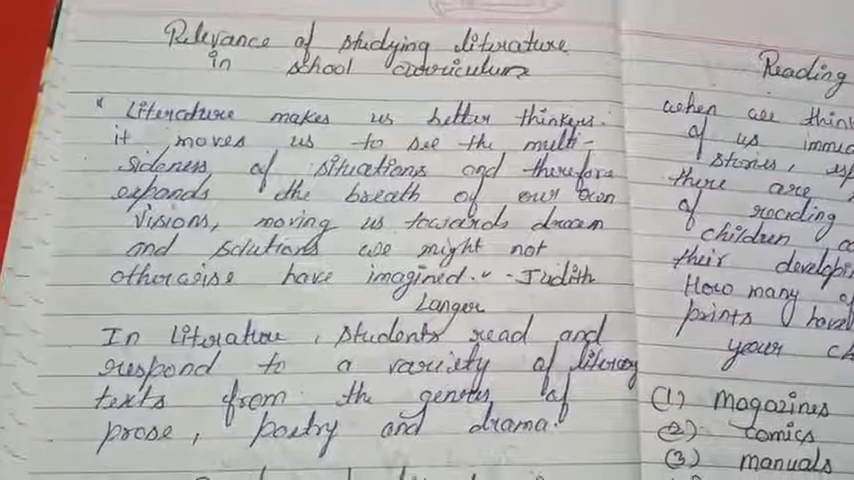 Relevance of studying literature
in school curriculum
" Literature makes us better thinkers.
it moves us to see the multi-
sideness of situations and therefore
expands the breath of our own
visions, moving us towards dream
and solutions we might not
otherwise have imagined." - Judith
Langer
In Literature, students read and
respond to a variety of literary
texts from the genres of
prose, poetry and drama.
Reading
when we think
of us
stories,
there are
of reading
children
their
How many
prints have
your
(1) magazines
(2) comics
(3) manuals